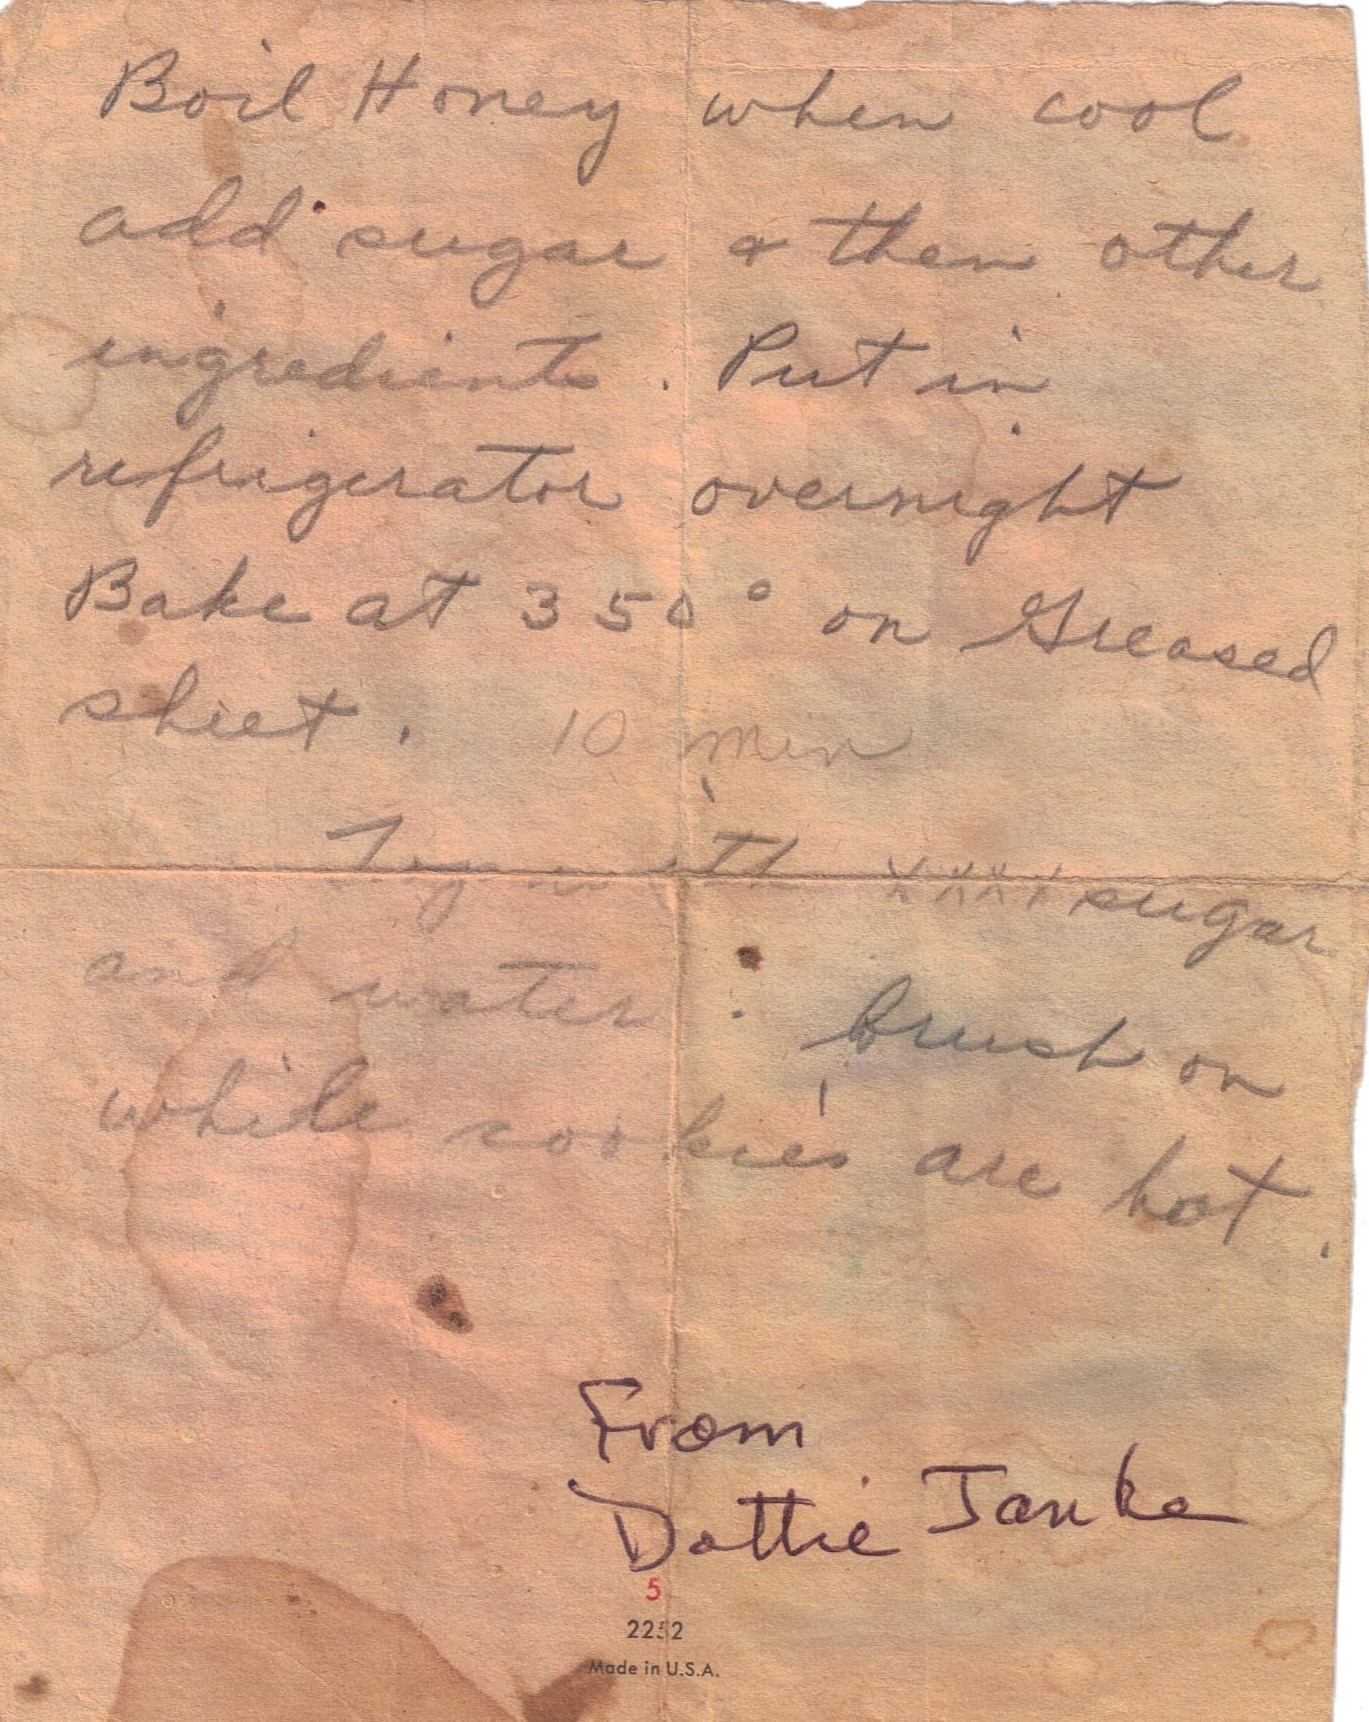 Boil Honey when cool
add sugar & then other
ingredients. Put in
refrigerator overnight
Bake at 350° on Greased
sheet. 10 min
with XXXX sugar
and water. brush on
while cookies are hot.
From
Dottie Janke
5
2252
Made in U.S.A.